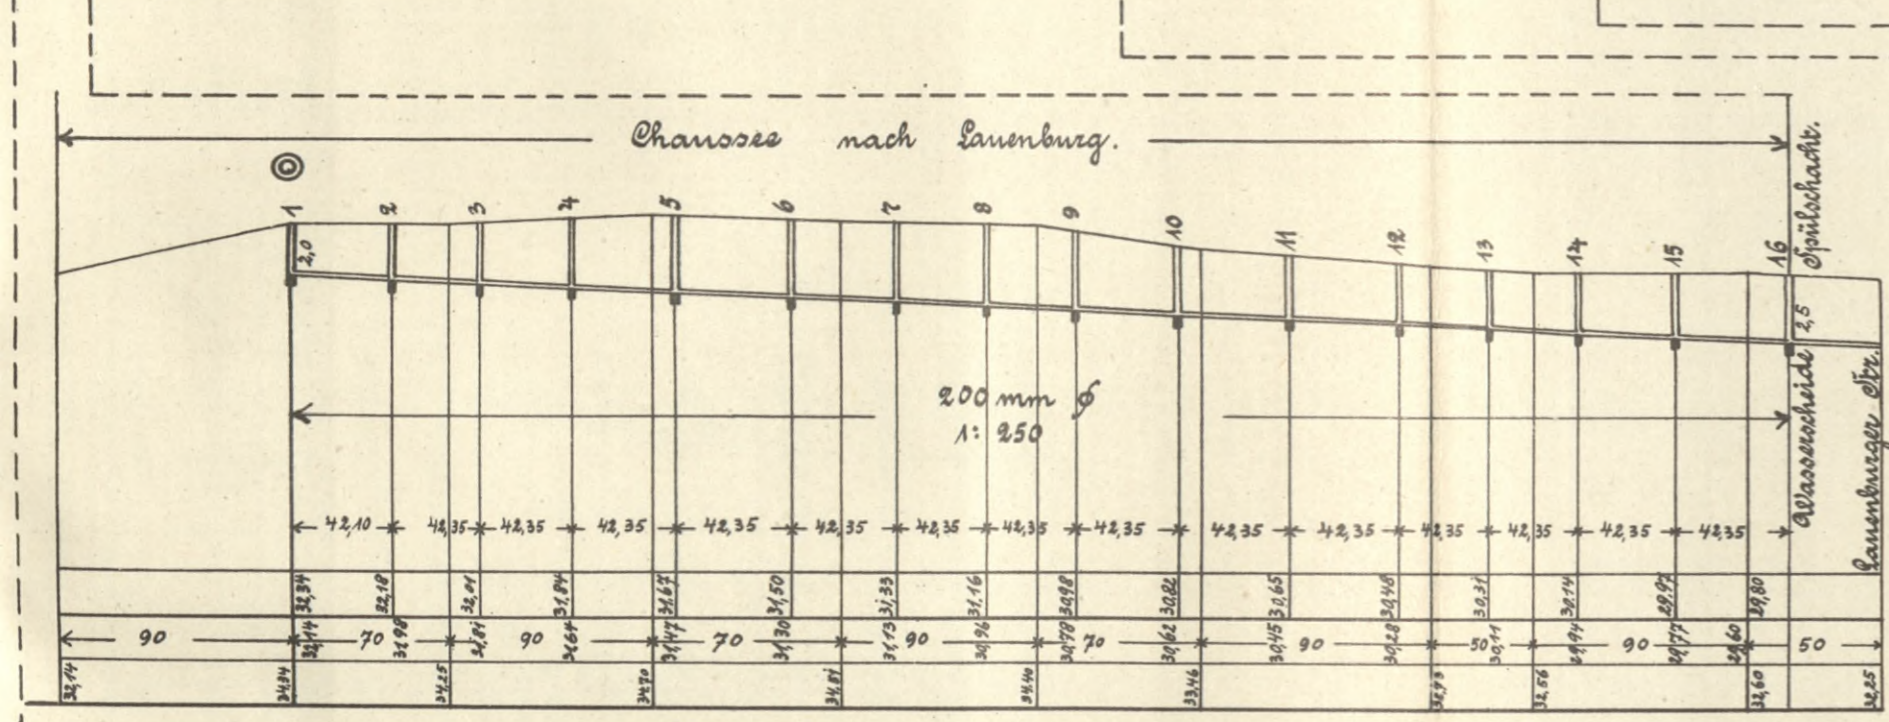 Chaussee nach Lauenburg.
Spülschacht.
1 2 3 4 5 6 7 8 9 10 11 12 13 14 15 16
2,0
2,5
200 mm ϕ
1: 250
Wasserscheide
Lauenburger Str.
42,10 42,35 42,35 42,35 42,35 42,35 42,35 42,35 42,35 42,35 42,35 42,35 42,35 42,35 42,35
32,34 32,18 32,01 31,84 31,67 31,50 31,33 31,16 30,98 30,82 30,65 30,48 30,31 30,14 29,97 29,80
32,14 31,98 31,81 31,64 31,47 31,30 31,13 30,96 30,78 30,62 30,45 30,28 30,11 29,94 29,77 29,60
90 70 90 70 90 70 90 50 90 50
32,14 34,34 34,25 34,70 34,81 34,40 33,46 32,56 32,60 32,25